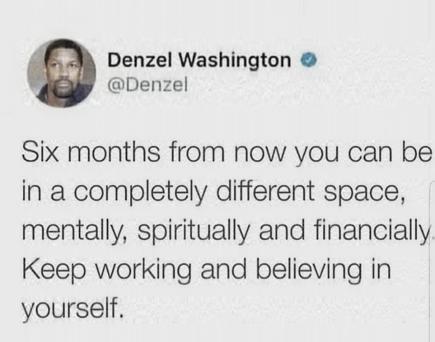 Denzel Washington
@Denzel
Six months from now you can be
in a completely different space,
mentally, spiritually and financially.
Keep working and believing in
yourself.